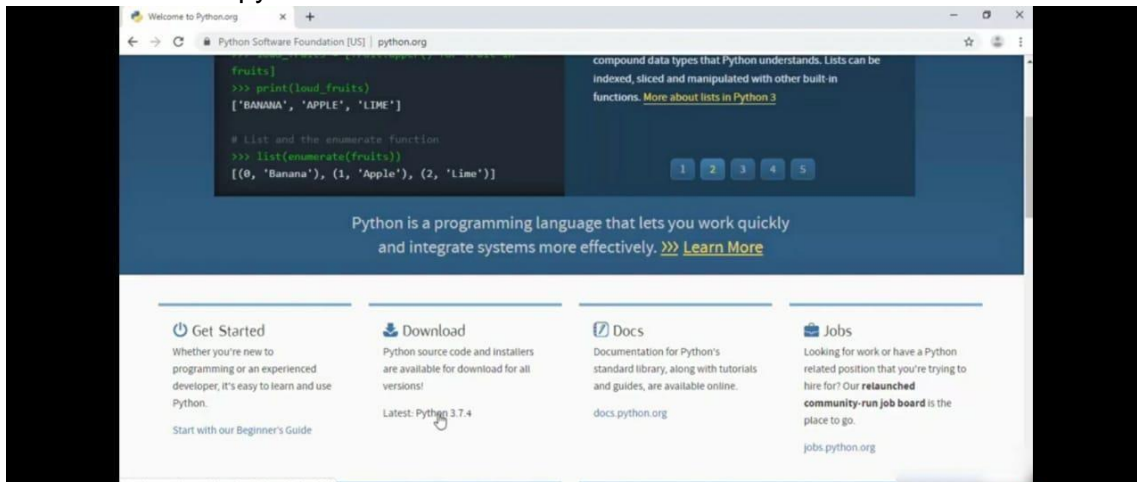 Welcome to Python.org
Python Software Foundation [US] | python.org
fruits]
>>> print(loud_fruits)
['BANANA', 'APPLE', 'LIME']
# List and the enumerate function
>>> list(enumerate(fruits))
[(0, 'Banana'), (1, 'Apple'), (2, 'Lime')]
compound data types that Python understands. Lists can be
indexed, sliced and manipulated with other built-in
functions. More about lists in Python 3
1 2 3 4 5
Python is a programming language that lets you work quickly
and integrate systems more effectively. >>> Learn More
Get Started
Whether you're new to
programming or an experienced
developer, it's easy to learn and use
Python.
Start with our Beginner's Guide
Download
Python source code and installers
are available for download for all
versions!
Latest: Python 3.7.4
Docs
Documentation for Python's
standard library, along with tutorials
and guides, are available online.
docs.python.org
Jobs
Looking for work or have a Python
related position that you're trying to
hire for? Our relaunched
community-run job board is the
place to go.
jobs.python.org